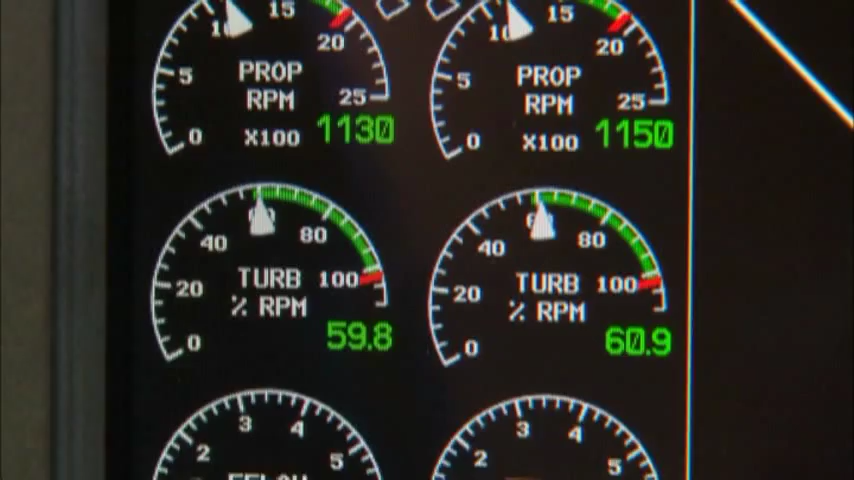 15 15
10 10
20 20
5 PROP 5 PROP
RPM 25 RPM 25
0 X100 1130 0 X100 1150
60 60
40 80 40 80
20 TURB 100 20 TURB 100
% RPM % RPM
0 59.8 0 60.9
3 4 3 4
2 5 2 5